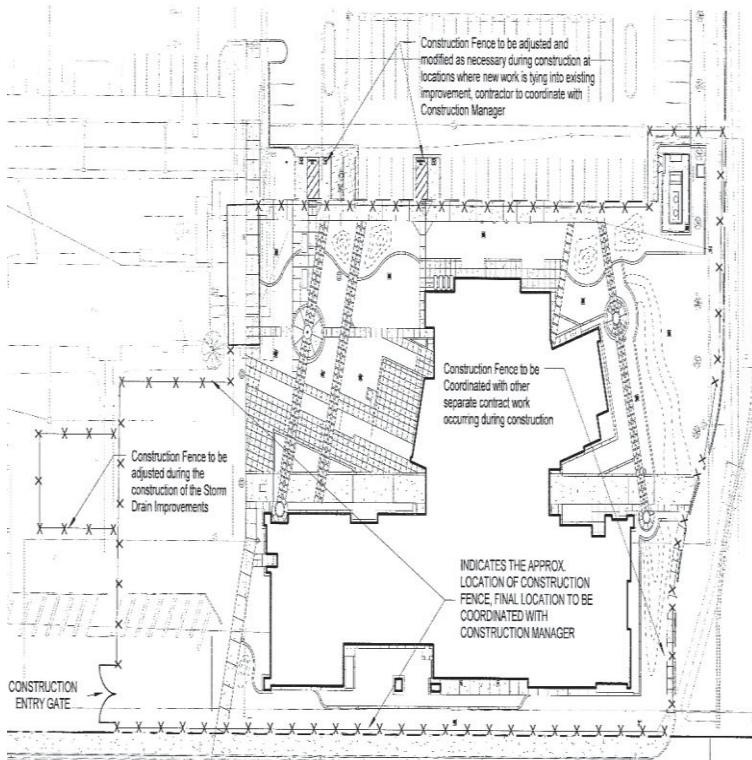 Construction Fence to be adjusted and
modified as necessary during construction at
locations where new work is tying into existing
improvement, contractor to coordinate with
Construction Manager
Construction Fence to be
Coordinated with other
separate contract work
occurring during construction
Construction Fence to be
adjusted during the
construction of the Storm
Drain Improvements
INDICATES THE APPROX.
LOCATION OF CONSTRUCTION
FENCE, FINAL LOCATION TO BE
COORDINATED WITH
CONSTRUCTION MANAGER
CONSTRUCTION
ENTRY GATE